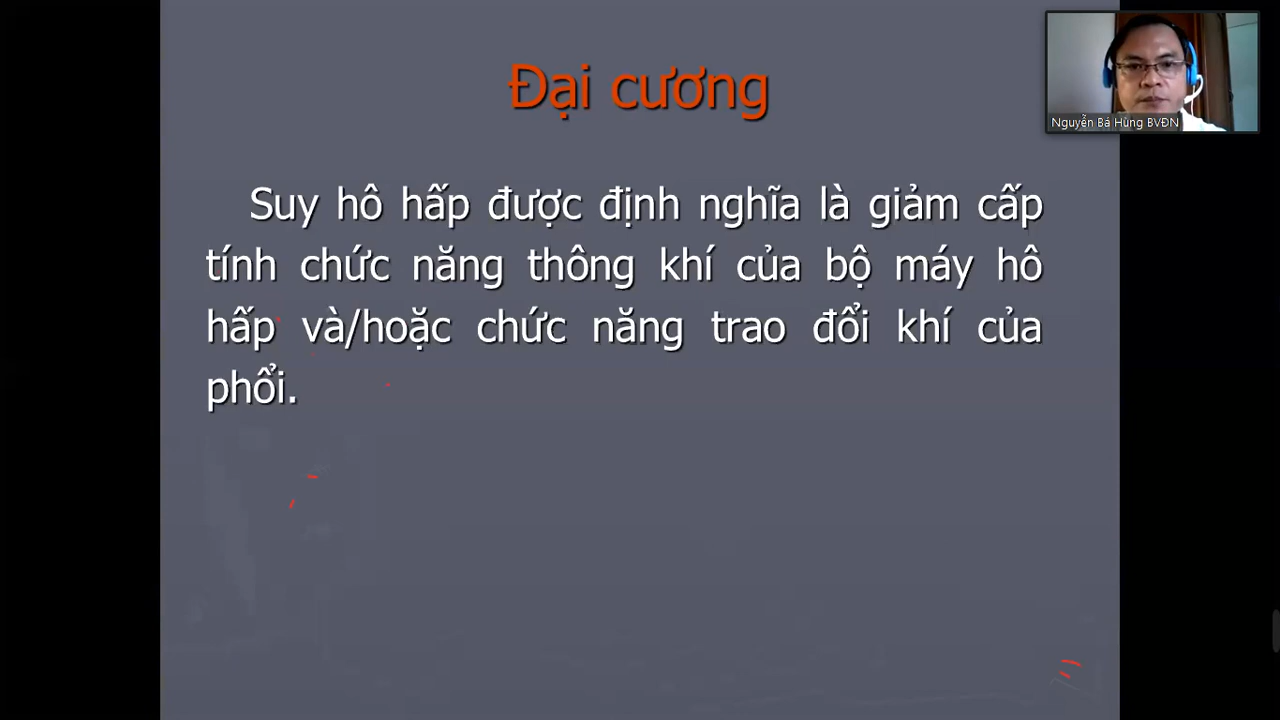 Đại cương
Nguyễn Bá Hùng BVĐN
Suy hô hấp được định nghĩa là giảm cấp
tính chức năng thông khí của bộ máy hô
hấp và/hoặc chức năng trao đổi khí của
phổi.